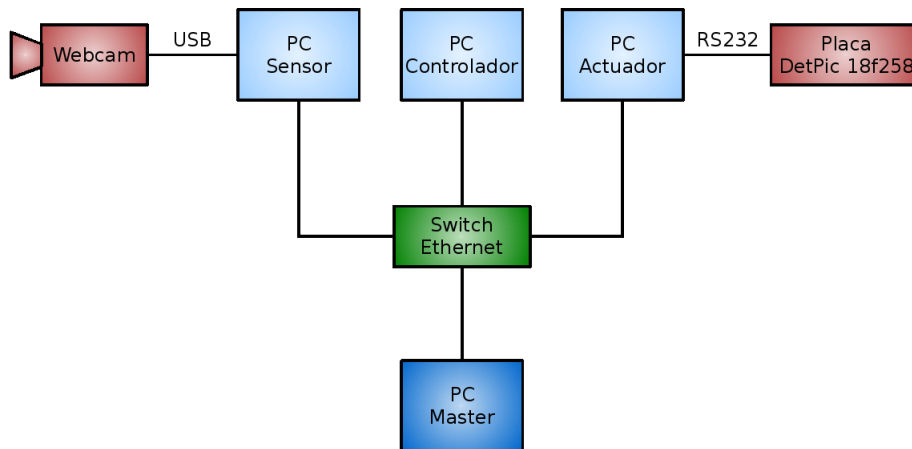 Webcam
USB
PC
Sensor
PC
Controlador
PC
Actuador
RS232
Placa
DetPic 18f258
Switch
Ethernet
PC
Master